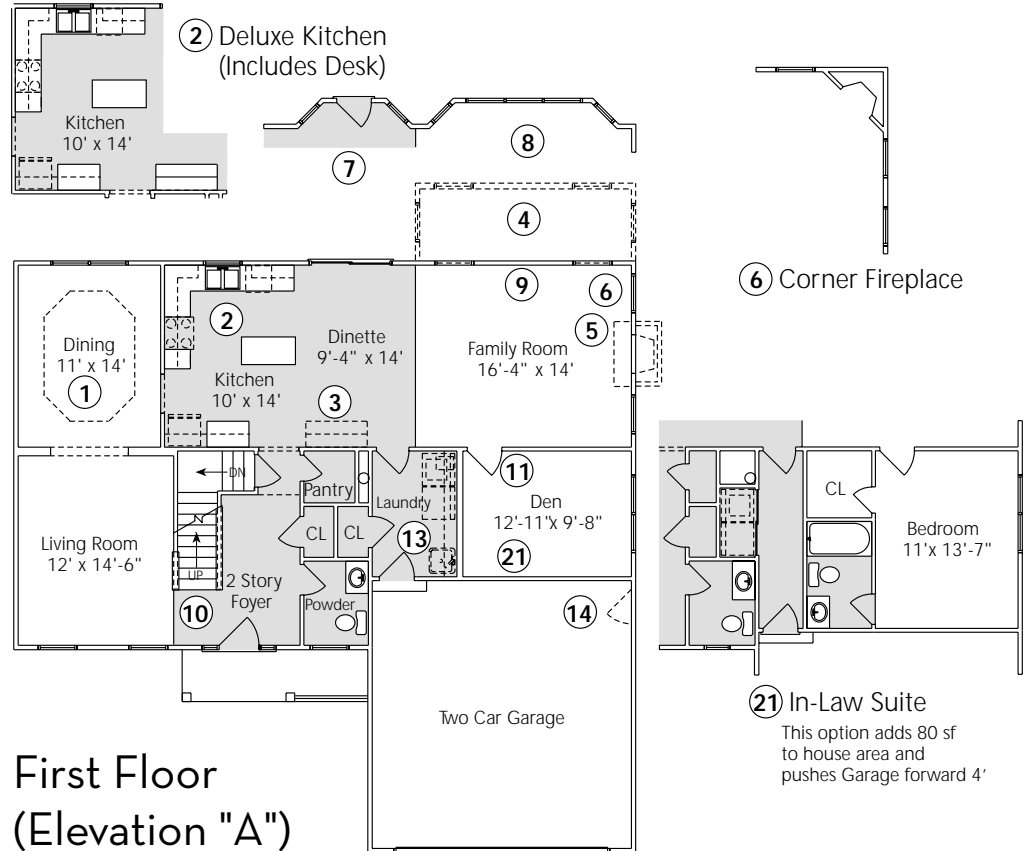 2 Deluxe Kitchen
(Includes Desk)
Kitchen
10' x 14'
7
8
4
6 Corner Fireplace
Dining
11' x 14'
1
2
Kitchen
10' x 14'
Dinette
9'-4" x 14'
3
9
6
5
Family Room
16'-4" x 14'
Living Room
12' x 14'-6"
DN
UP
10
2 Story
Foyer
Pantry
CL
CL
Powder
Laundry
13
11
Den
12'-11"x 9'-8"
21
14
Two Car Garage
CL
Bedroom
11'x 13'-7"
21 In-Law Suite
This option adds 80 sf
to house area and
pushes Garage forward 4'
First Floor
(Elevation "A")